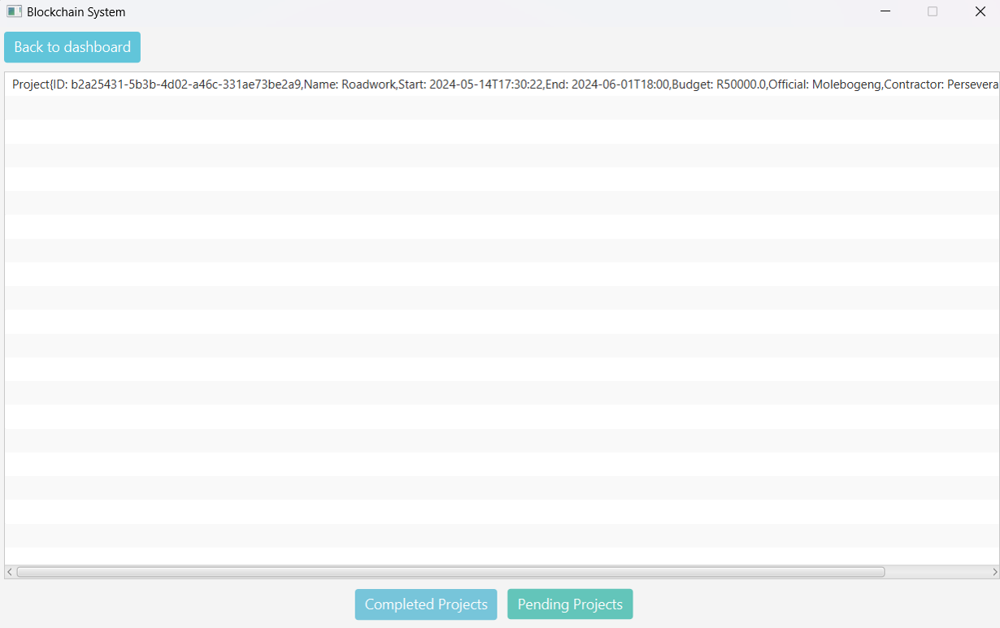 Blockchain System
Back to dashboard
Project{ID: b2a25431-5b3b-4d02-a46c-331ae73be2a9,Name: Roadwork,Start: 2024-05-14T17:30:22,End: 2024-06-01T18:00,Budget: R50000.0,Official: Molebogeng,Contractor: Persevera
Completed Projects
Pending Projects